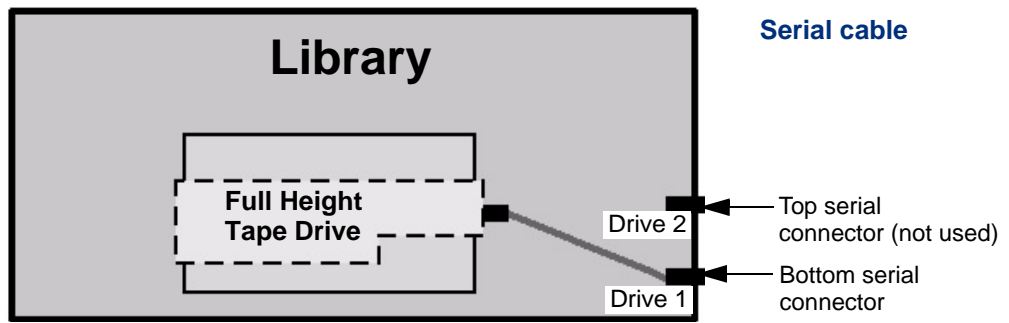 Serial cable
Library
Full Height
Tape Drive
Drive 2
Top serial
connector (not used)
Drive 1
Bottom serial
connector